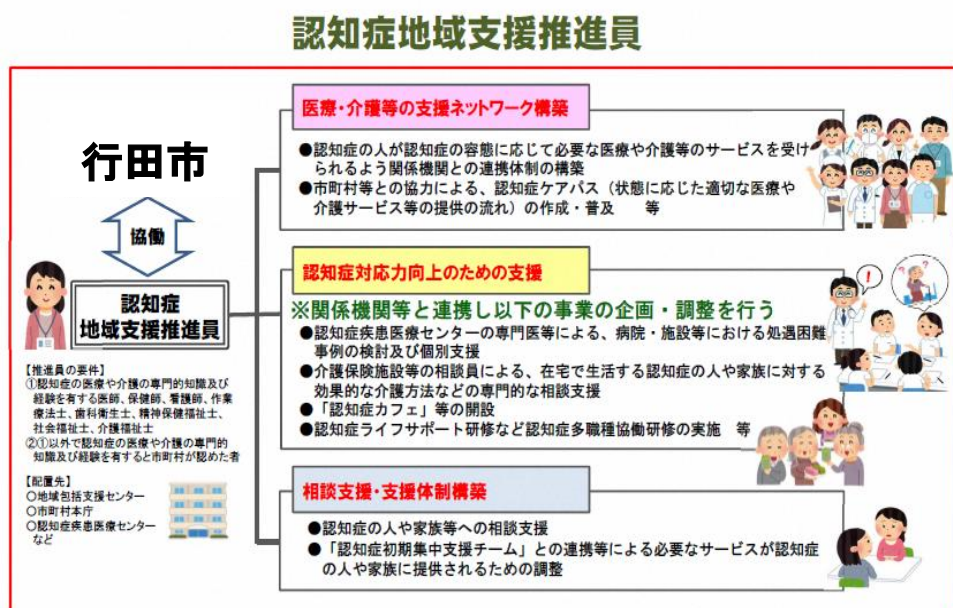 認知症地域支援推進員
行田市
協働
認知症
地域支援推進員
【推進員の要件】
①認知症の医療や介護の専門的知識及び
経験を有する医師、保健師、看護師、作業
療法士、歯科衛生士、精神保健福祉士、
社会福祉士、介護福祉士
②①以外で認知症の医療や介護の専門的
知識及び経験を有すると市町村が認めた者
【配置先】
○地域包括支援センター
○市町村本庁
○認知症疾患医療センター
など
医療・介護等の支援ネットワーク構築
●認知症の人が認知症の容態に応じて必要な医療や介護等のサービスを受け
られるよう関係機関との連携体制の構築
●市町村等との協力による、認知症ケアパス（状態に応じた適切な医療や
介護サービス等の提供の流れ）の作成・普及　等
認知症対応力向上のための支援
※関係機関等と連携し以下の事業の企画・調整を行う
●認知症疾患医療センターの専門医等による、病院・施設等における処遇困難
事例の検討及び個別支援
●介護保険施設等の相談員による、在宅で生活する認知症の人や家族に対する
効果的な介護方法などの専門的な相談支援
●「認知症カフェ」等の開設
●認知症ライフサポート研修など認知症多職種協働研修の実施　等
!
? ?
相談支援・支援体制構築
●認知症の人や家族等への相談支援
●「認知症初期集中支援チーム」との連携等による必要なサービスが認知症
の人や家族に提供されるための調整